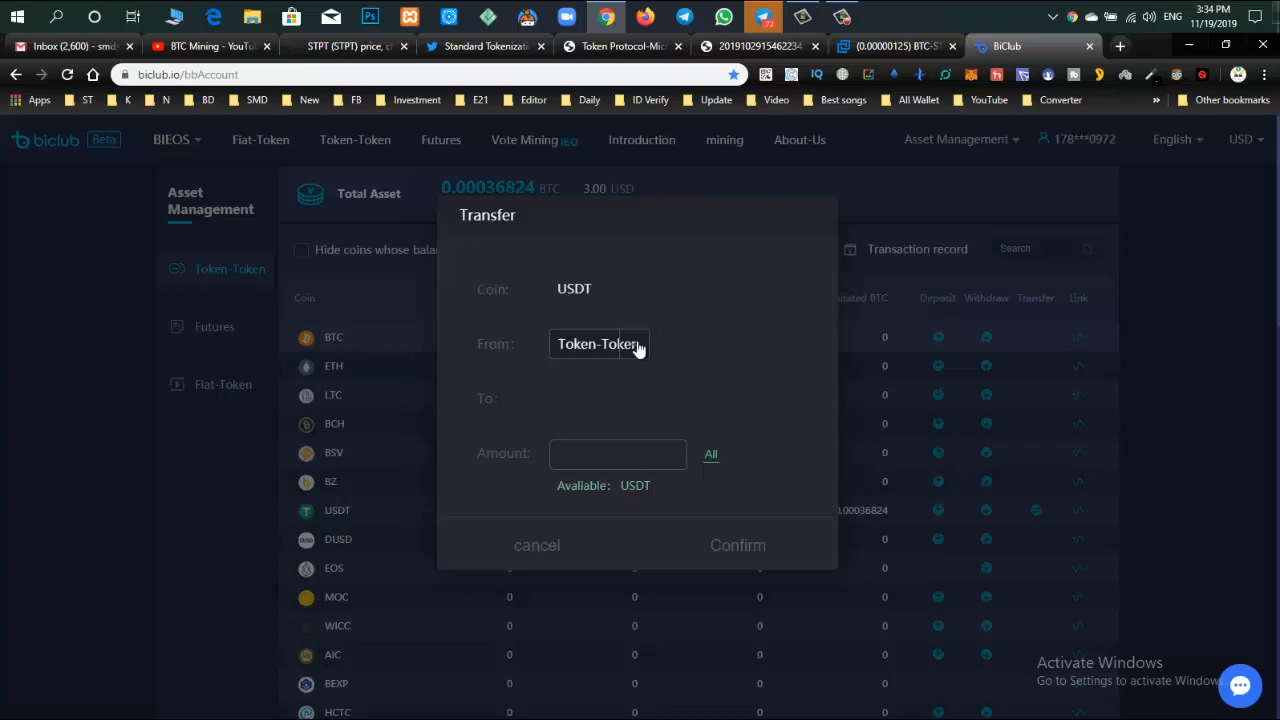 ENG
3:34 PM
11/19/2019
72
Inbox (2,600) - smds
BTC Mining - YouTu
STPT (STPT) price, c
Standard Tokenizati
Token Protocol-Mic
2019102915462234
(0.00000125) BC-ST
BiClub
biclub.io/bbAccount
Apps
ST
K
N
BD
SMD
New
FB
Investment
E21
Editor
Daily
ID Verify
Update
Video
Best songs
All Wallet
YouTube
Converter
»
Other bookmarks
biclub
Beta
BIEOS
Fiat-Token
Token-Token
Futures
Vote Mining IEO
Introduction
mining
About-Us
Asset Management
178***0972
English
USD
Asset
Management
Total Asset
0.00036824 BTC
3.00 USD
Token-Token
Futures
Fiat-Token
Hide coins whose bala
Transaction record
Search
Coin
itated BTC
Deposit
Withdraw
Transfer
Link
BTC
0
ETH
0
LTC
0
BCH
0
BSV
0
BZ
0
USDT
0.00036824
DUSD
0
EOS
0
MOC
0
0
0
0
WICC
0
0
0
0
AIC
0
0
0
0
BEXP
0
0
0
0
HCTC
0
0
0
0
Transfer
Coin:
USDT
From:
Token-Token
To:
Amount:
All
Avaliable: USDT
cancel
Confirm
Activate Windows
Go to Settings to activate Windows.